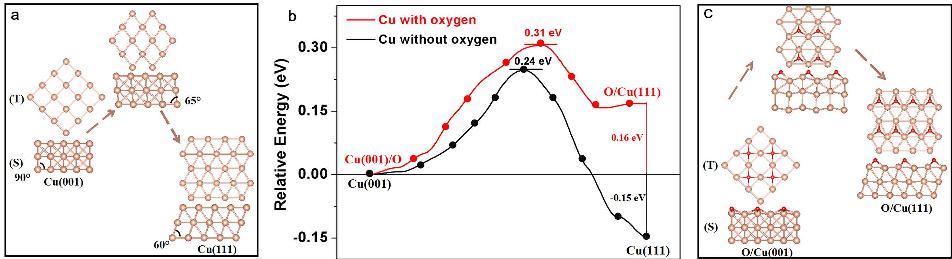 a
65°
(T)
(S)
90°
Cu(001)
60°
Cu(111)
b
Cu with oxygen
Cu without oxygen
0.31 eV
0.24 eV
0.30
0.15
0.00
-0.15
Relative Energy (eV)
O/Cu(111)
Cu(001)/O
Cu(001)
0.16 eV
-0.15 eV
Cu(111)
c
(T)
(S)
O/Cu(001)
O/Cu(111)